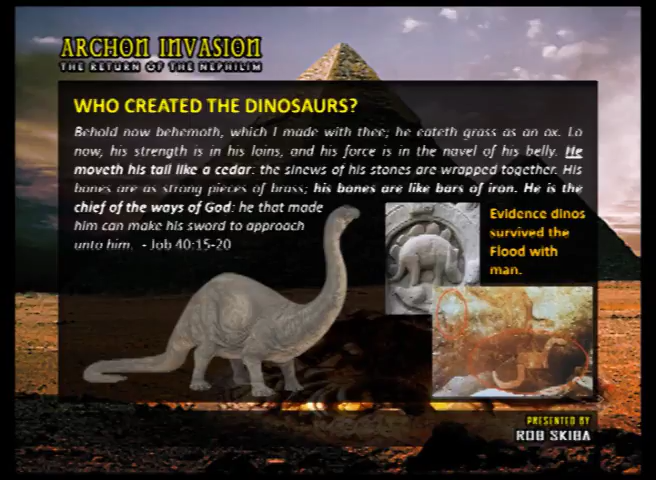 ARCHON INVASION
THE RETURN OF THE NEPHILIM
WHO CREATED THE DINOSAURS?
Behold now behemoth, which I made with thee; he eateth grass as an ox. Lo
now, his strength is in his loins, and his force is in the navel of his belly. He
moveth his tail like a cedar: the sinews of his stones are wrapped together. His
bones are as strong pieces of brass; his bones are like bars of iron. He is the
chief of the ways of God: he that made
him can make his sword to approach
unto him. - Job 40:15-20
Evidence dinos
survived the
Flood with
man.
PRESENTED BY
ROB SKIBA